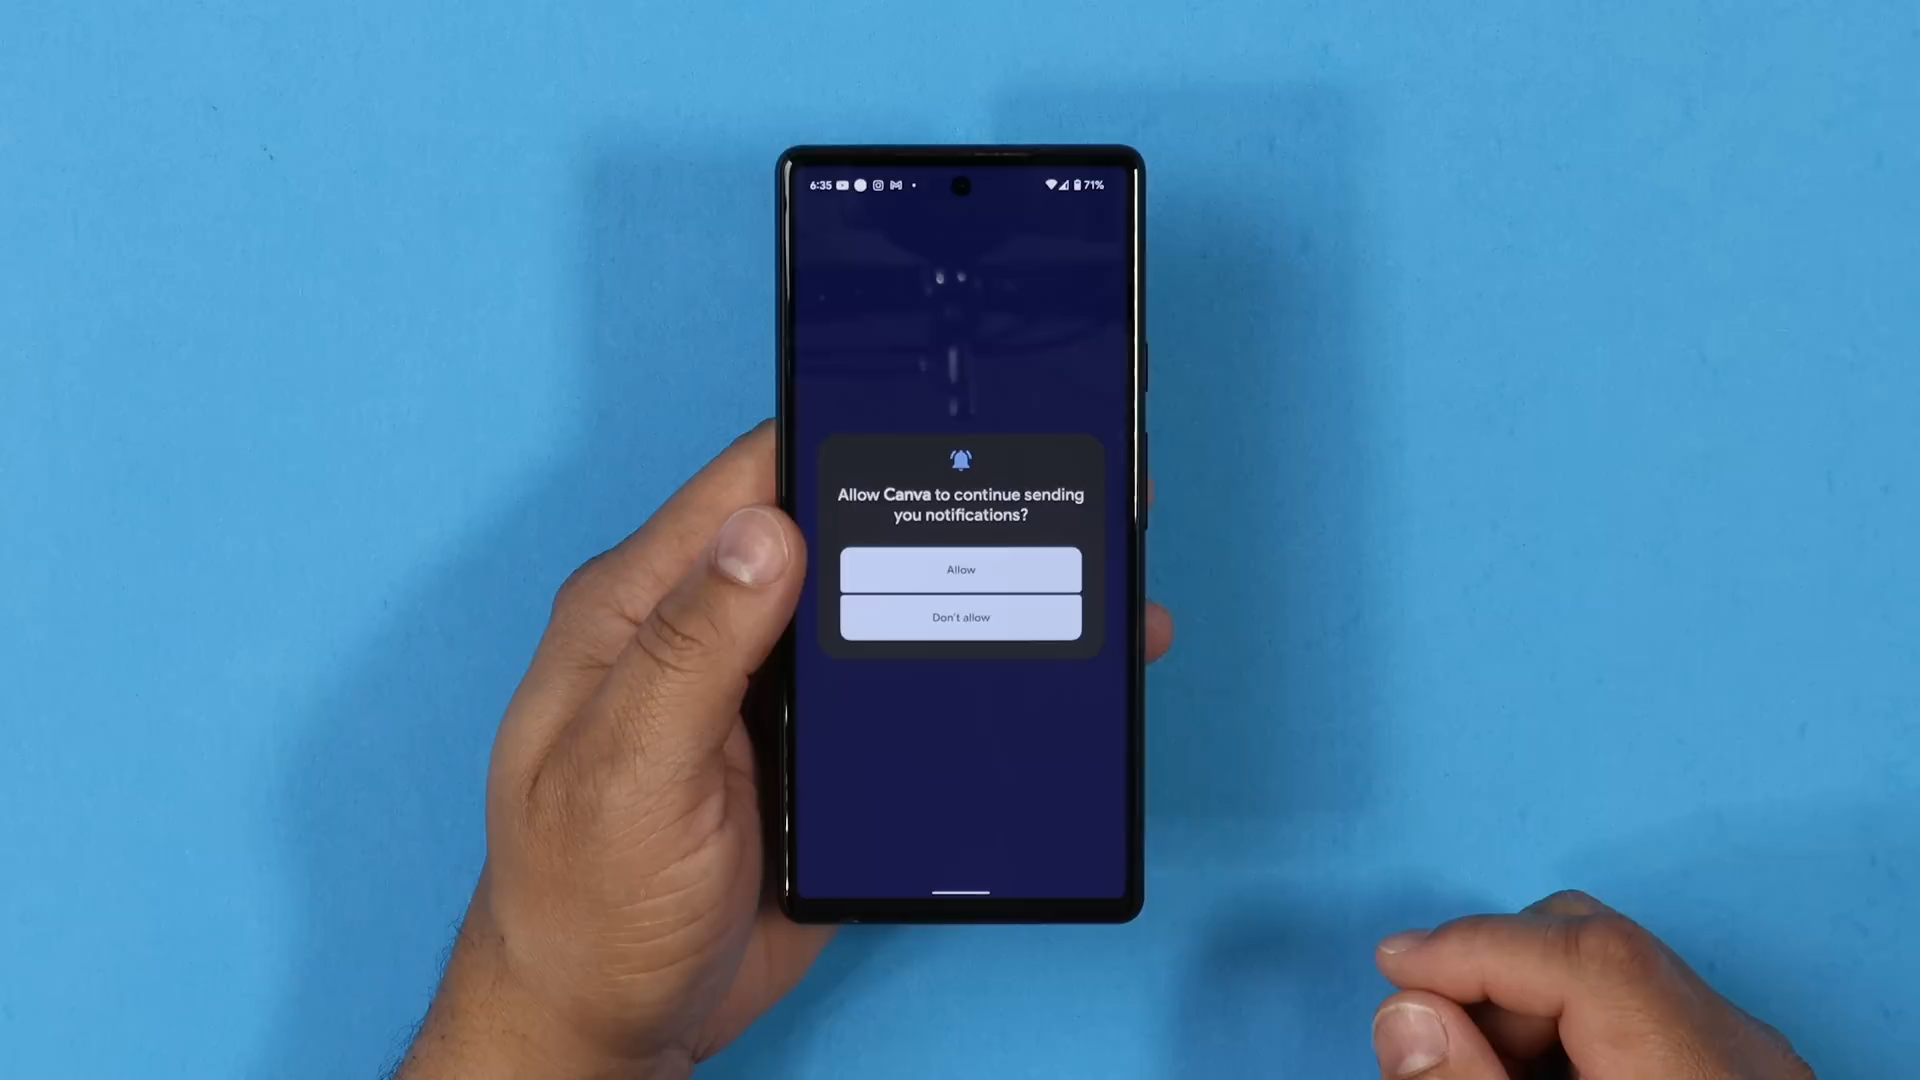 6:35 71%
Allow Canva to continue sending
you notifications?
Allow
Don't allow